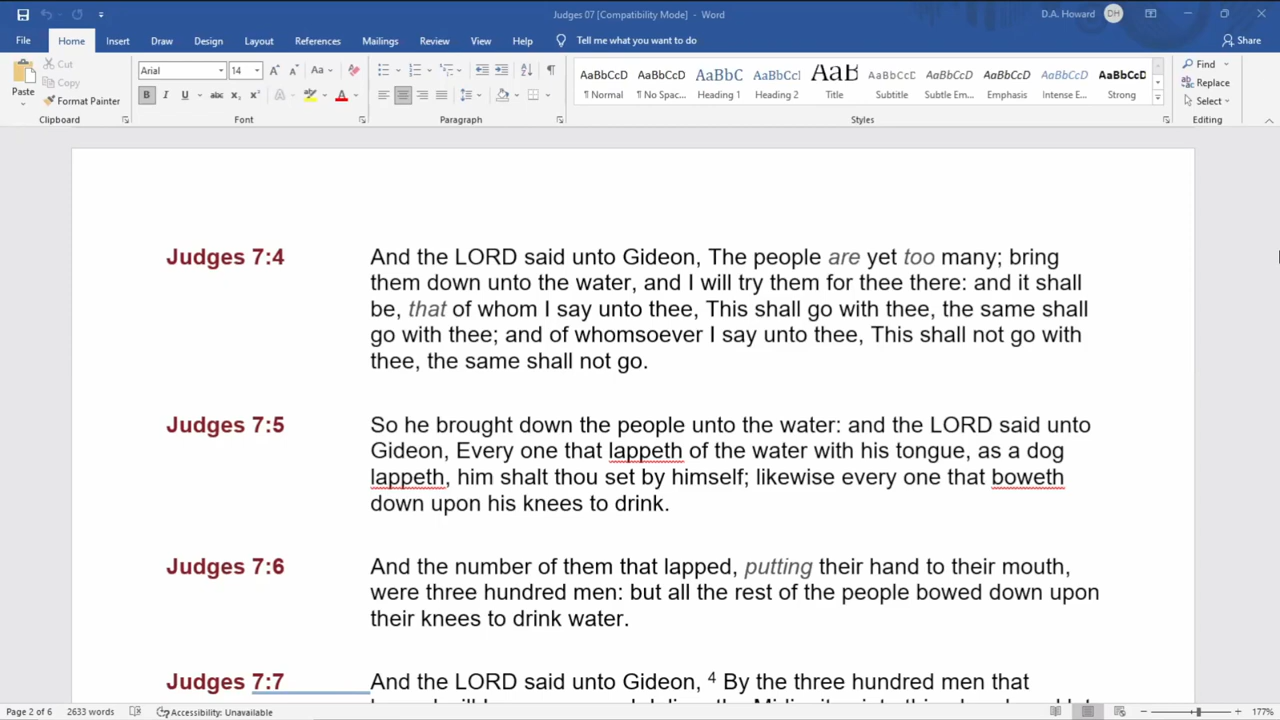 Judges 07 [Compatibility Mode] - Word
D.A. Howard DH
File Home Insert Draw Design Layout References Mailings Review View Help Tell me what you want to do Share
Paste
Cut
Copy
Format Painter
Clipboard
Arial 14
Font
Paragraph
AaBbCcD AaBbCcD AaBbC AaBbCcI AaB AaBbCcD AaBbCcD AaBbCcD AaBbCcD AaBbCcD
¶ Normal ¶ No Spac... Heading 1 Heading 2 Title Subtitle Subtle Em... Emphasis Intense E... Strong
Styles
Find
Replace
Select
Editing
Judges 7:4 And the LORD said unto Gideon, The people are yet too many; bring
them down unto the water, and I will try them for thee there: and it shall
be, that of whom I say unto thee, This shall go with thee, the same shall
go with thee; and of whomsoever I say unto thee, This shall not go with
thee, the same shall not go.
Judges 7:5 So he brought down the people unto the water: and the LORD said unto
Gideon, Every one that lappeth of the water with his tongue, as a dog
lappeth, him shalt thou set by himself; likewise every one that boweth
down upon his knees to drink.
Judges 7:6 And the number of them that lapped, putting their hand to their mouth,
were three hundred men: but all the rest of the people bowed down upon
their knees to drink water.
Judges 7:7 And the LORD said unto Gideon, 4 By the three hundred men that
Page 2 of 6 2633 words Accessibility: Unavailable 177%